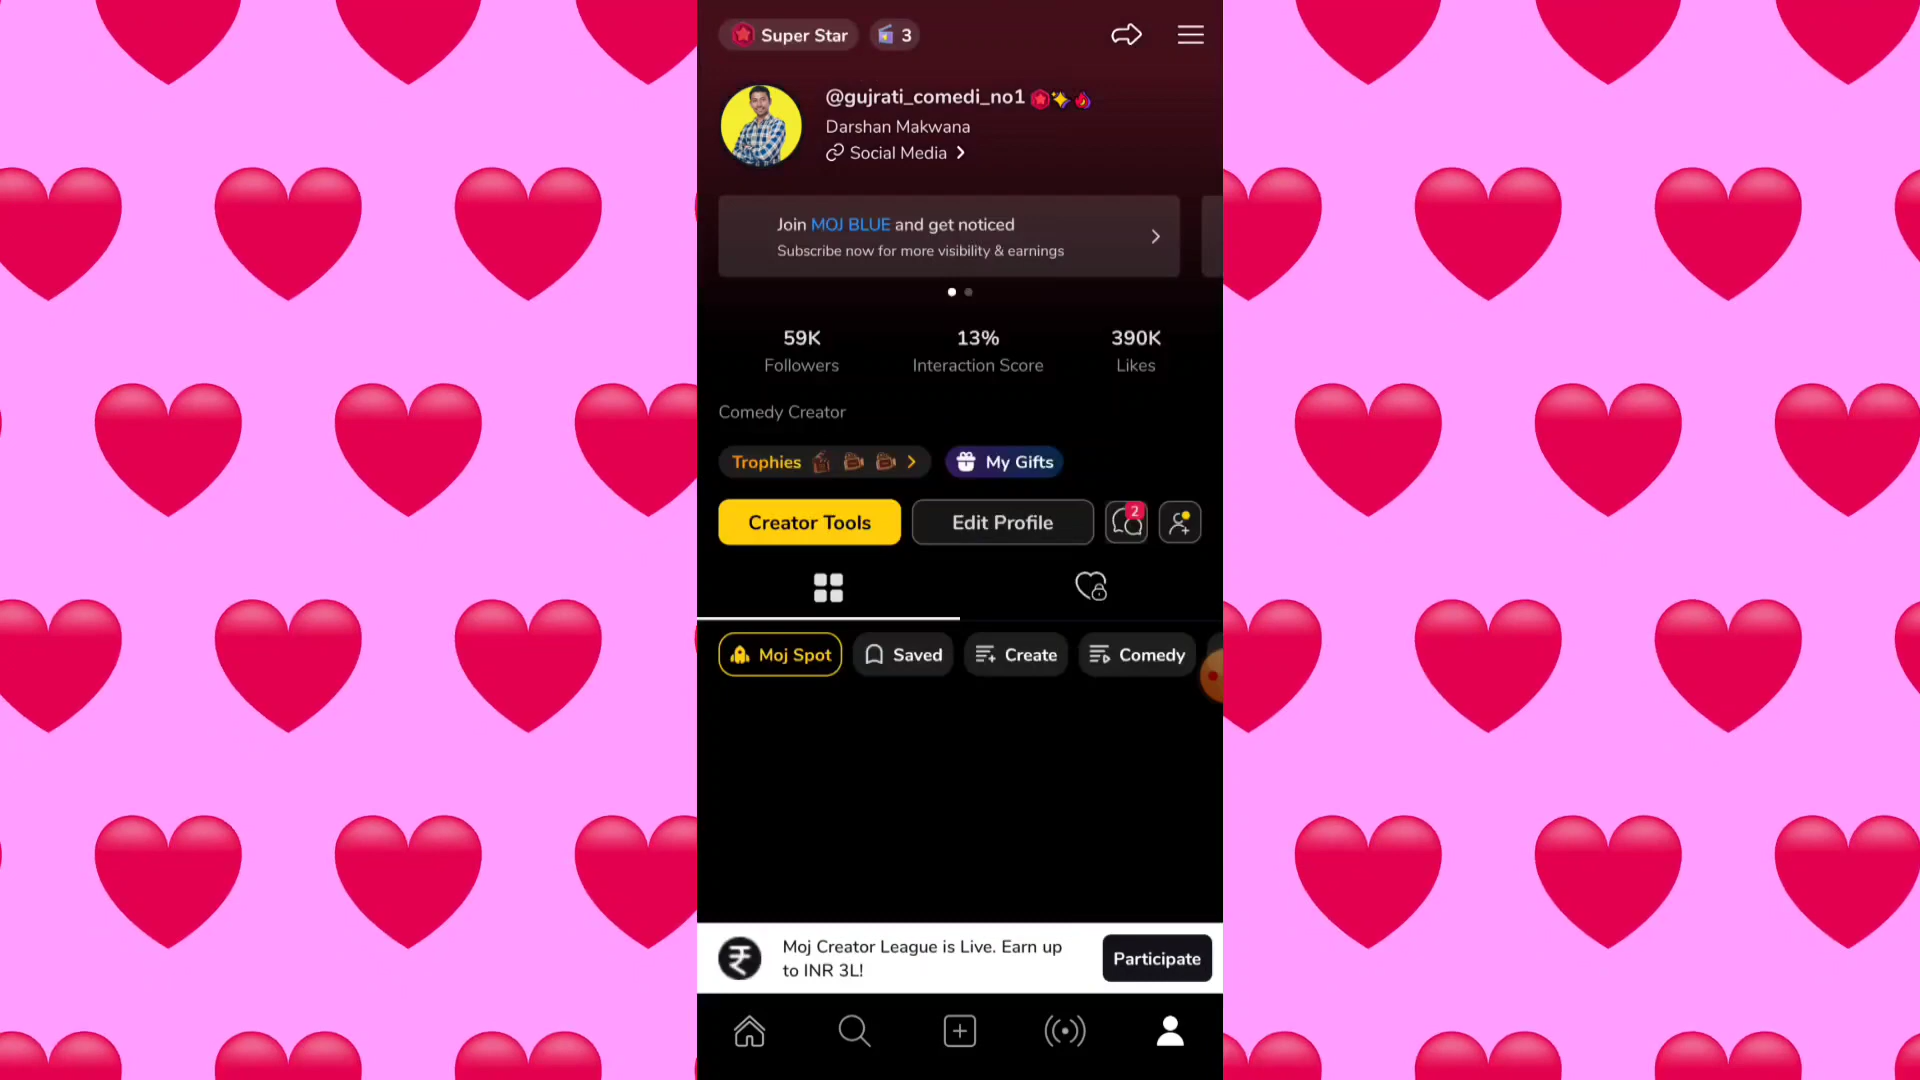 Super Star
3
@gujrati_comedi_no1
Darshan Makwana
Social Media
Join MOJ BLUE and get noticed
Subscribe now for more visibility & earnings
59K 13% 390K
Followers Interaction Score Likes
Comedy Creator
Trophies My Gifts
Creator Tools Edit Profile 2
Moj Spot Saved Create Comedy
Moj Creator League is Live. Earn up
to INR 3L!
Participate